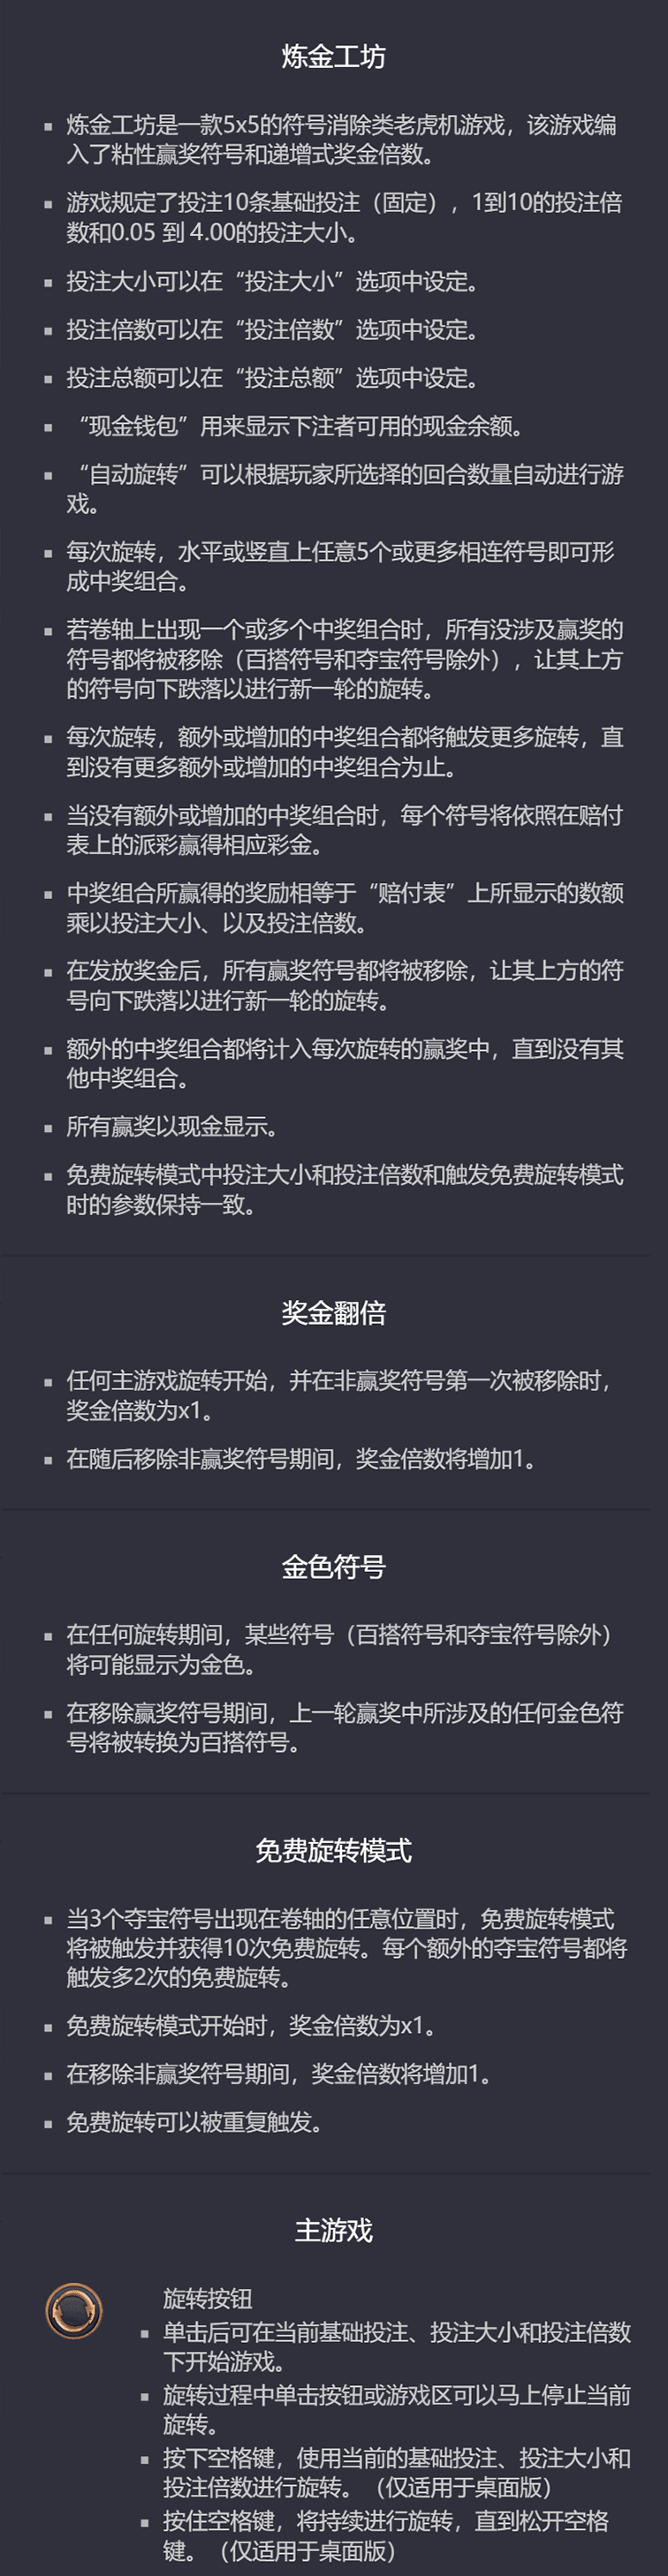 炼金工坊
炼金工坊是一款5x5的符号消除类老虎机游戏，该游戏编
入了粘性赢奖符号和递增式奖金倍数。
游戏规定了投注10条基础投注（固定），1到10的投注倍
数和0.05 到 4.00的投注大小。
投注大小可以在“投注大小”选项中设定。
投注倍数可以在“投注倍数”选项中设定。
投注总额可以在“投注总额”选项中设定。
“现金钱包”用来显示下注者可用的现金余额。
“自动旋转”可以根据玩家所选择的回合数量自动进行游
戏。
每次旋转，水平或竖直上任意5个或更多相连符号即可形
成中奖组合。
若卷轴上出现一个或多个中奖组合时，所有没涉及赢奖的
符号都将被移除（百搭符号和夺宝符号除外），让其上方
的符号向下跌落以进行新一轮的旋转。
每次旋转，额外或增加的中奖组合都将触发更多旋转，直
到没有更多额外或增加的中奖组合为止。
当没有额外或增加的中奖组合时，每个符号将依照在赔付
表上的派彩赢得相应彩金。
中奖组合所赢得的奖励相等于“赔付表”上所显示的数额
乘以投注大小、以及投注倍数。
在发放奖金后，所有赢奖符号都将被移除，让其上方的符
号向下跌落以进行新一轮的旋转。
额外的中奖组合都将计入每次旋转的赢奖中，直到没有其
他中奖组合。
所有赢奖以现金显示。
免费旋转模式中投注大小和投注倍数和触发免费旋转模式
时的参数保持一致。
奖金翻倍
任何主游戏旋转开始，并在非赢奖符号第一次被移除时，
奖金倍数为x1。
在随后移除非赢奖符号期间，奖金倍数将增加1。
金色符号
在任何旋转期间，某些符号（百搭符号和夺宝符号除外）
将可能显示为金色。
在移除赢奖符号期间，上一轮赢奖中所涉及的任何金色符
号将被转换为百搭符号。
免费旋转模式
当3个夺宝符号出现在卷轴的任意位置时，免费旋转模式
将被触发并获得10次免费旋转。每个额外的夺宝符号都将
触发多2次的免费旋转。
免费旋转模式开始时，奖金倍数为x1。
在移除非赢奖符号期间，奖金倍数将增加1。
免费旋转可以被重复触发。
主游戏
旋转按钮
单击后可在当前基础投注、投注大小和投注倍数
下开始游戏。
旋转过程中单击按钮或游戏区可以马上停止当前
旋转。
按下空格键，使用当前的基础投注、投注大小和
投注倍数进行旋转。（仅适用于桌面版）
按住空格键，将持续进行旋转，直到松开空格
键。（仅适用于桌面版）